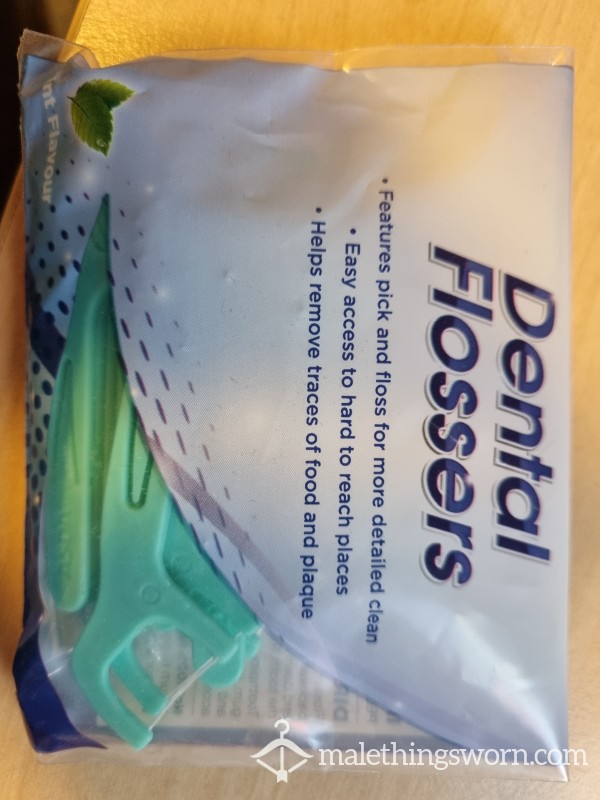 Dental
Flossers
• Features pick and floss for more detailed clean
• Easy access to hard to reach places
• Helps remove traces of food and plaque
Flavour
malethingsworn.com